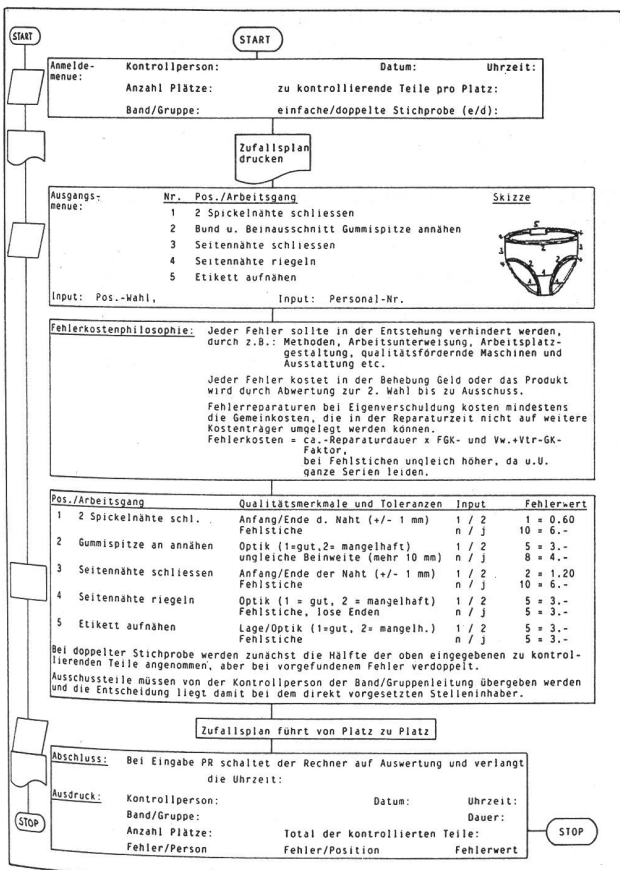 START
START
Anmelde-
menue:
Kontrollperson: Datum: Uhrzeit:
Anzahl Plätze: zu kontrollierende Teile pro Platz:
Band/Gruppe: einfache/doppelte Stichprobe (e/d):
Zufallsplan
drucken
Ausgangs-
menue:
Nr. Pos./Arbeitsgang Skizze
1 2 Spickelnähte schliessen
2 Bund u. Beinausschnitt Gummispitze annähen
3 Seitennähte schliessen
4 Seitennähte riegeln
5 Etikett aufnähen
Input: Pos.-Wahl, Input: Personal-Nr.
Fehlerkostenphilosophie: Jeder Fehler sollte in der Entstehung verhindert werden,
durch z.B.: Methoden, Arbeitsunterweisung, Arbeitsplatz-
gestaltung, qualitätsfördernde Maschinen und
Ausstattung etc.
Jeder Fehler kostet in der Behebung Geld oder das Produkt
wird durch Abwertung zur 2. Wahl bis zu Ausschuss.
Fehlerreparaturen bei Eigenverschuldung kosten mindestens
die Gemeinkosten, die in der Reparaturzeit nicht auf weitere
Kostenträger umgelegt werden können.
Fehlerkosten = ca.-Reparaturdauer x FGK- und Vw.+Vtr-GK-
Faktor,
bei Fehlstichen ungleich höher, da u.U.
ganze Serien leiden.
Pos./Arbeitsgang Qualitätsmerkmale und Toleranzen Input Fehlerwert
1 2 Spickelnähte schl. Anfang/Ende d. Naht (+/- 1 mm) 1 / 2 1 = 0.60
Fehlstiche n / j 10 = 6.-
2 Gummispitze an annähen Optik (1=gut,2= mangelhaft) 1 / 2 5 = 3.-
ungleiche Beinweite (mehr 10 mm) n / j 8 = 4.-
3 Seitennähte schliessen Anfang/Ende der Naht (+/- 1 mm) 1 / 2 2 = 1.20
Fehlstiche n / j 10 = 6.-
4 Seitennähte riegeln Optik (1 = gut, 2 = mangelhaft) 1 / 2 5 = 3.-
Fehlstiche, lose Enden n / j 5 = 3.-
5 Etikett aufnähen Lage/Optik (1=gut, 2= mangelh.) 1 / 2 5 = 3.-
Fehlstiche n / j 5 = 3.-
Bei doppelter Stichprobe werden zunächst die Hälfte der oben eingegebenen zu kontrol-
lierenden Teile angenommen, aber bei vorgefundenem Fehler verdoppelt.
Ausschussteile müssen von der Kontrollperson der Band/Gruppenleitung übergeben werden
und die Entscheidung liegt damit bei dem direkt vorgesetzten Stelleninhaber.
Zufallsplan führt von Platz zu Platz
Abschluss: Bei Eingabe PR schaltet der Rechner auf Auswertung und verlangt
die Uhrzeit:
Ausdruck: Kontrollperson: Datum: Uhrzeit:
Band/Gruppe: Dauer:
Anzahl Plätze: Total der kontrollierten Teile:
Fehler/Person Fehler/Position Fehlerwert
STOP
STOP